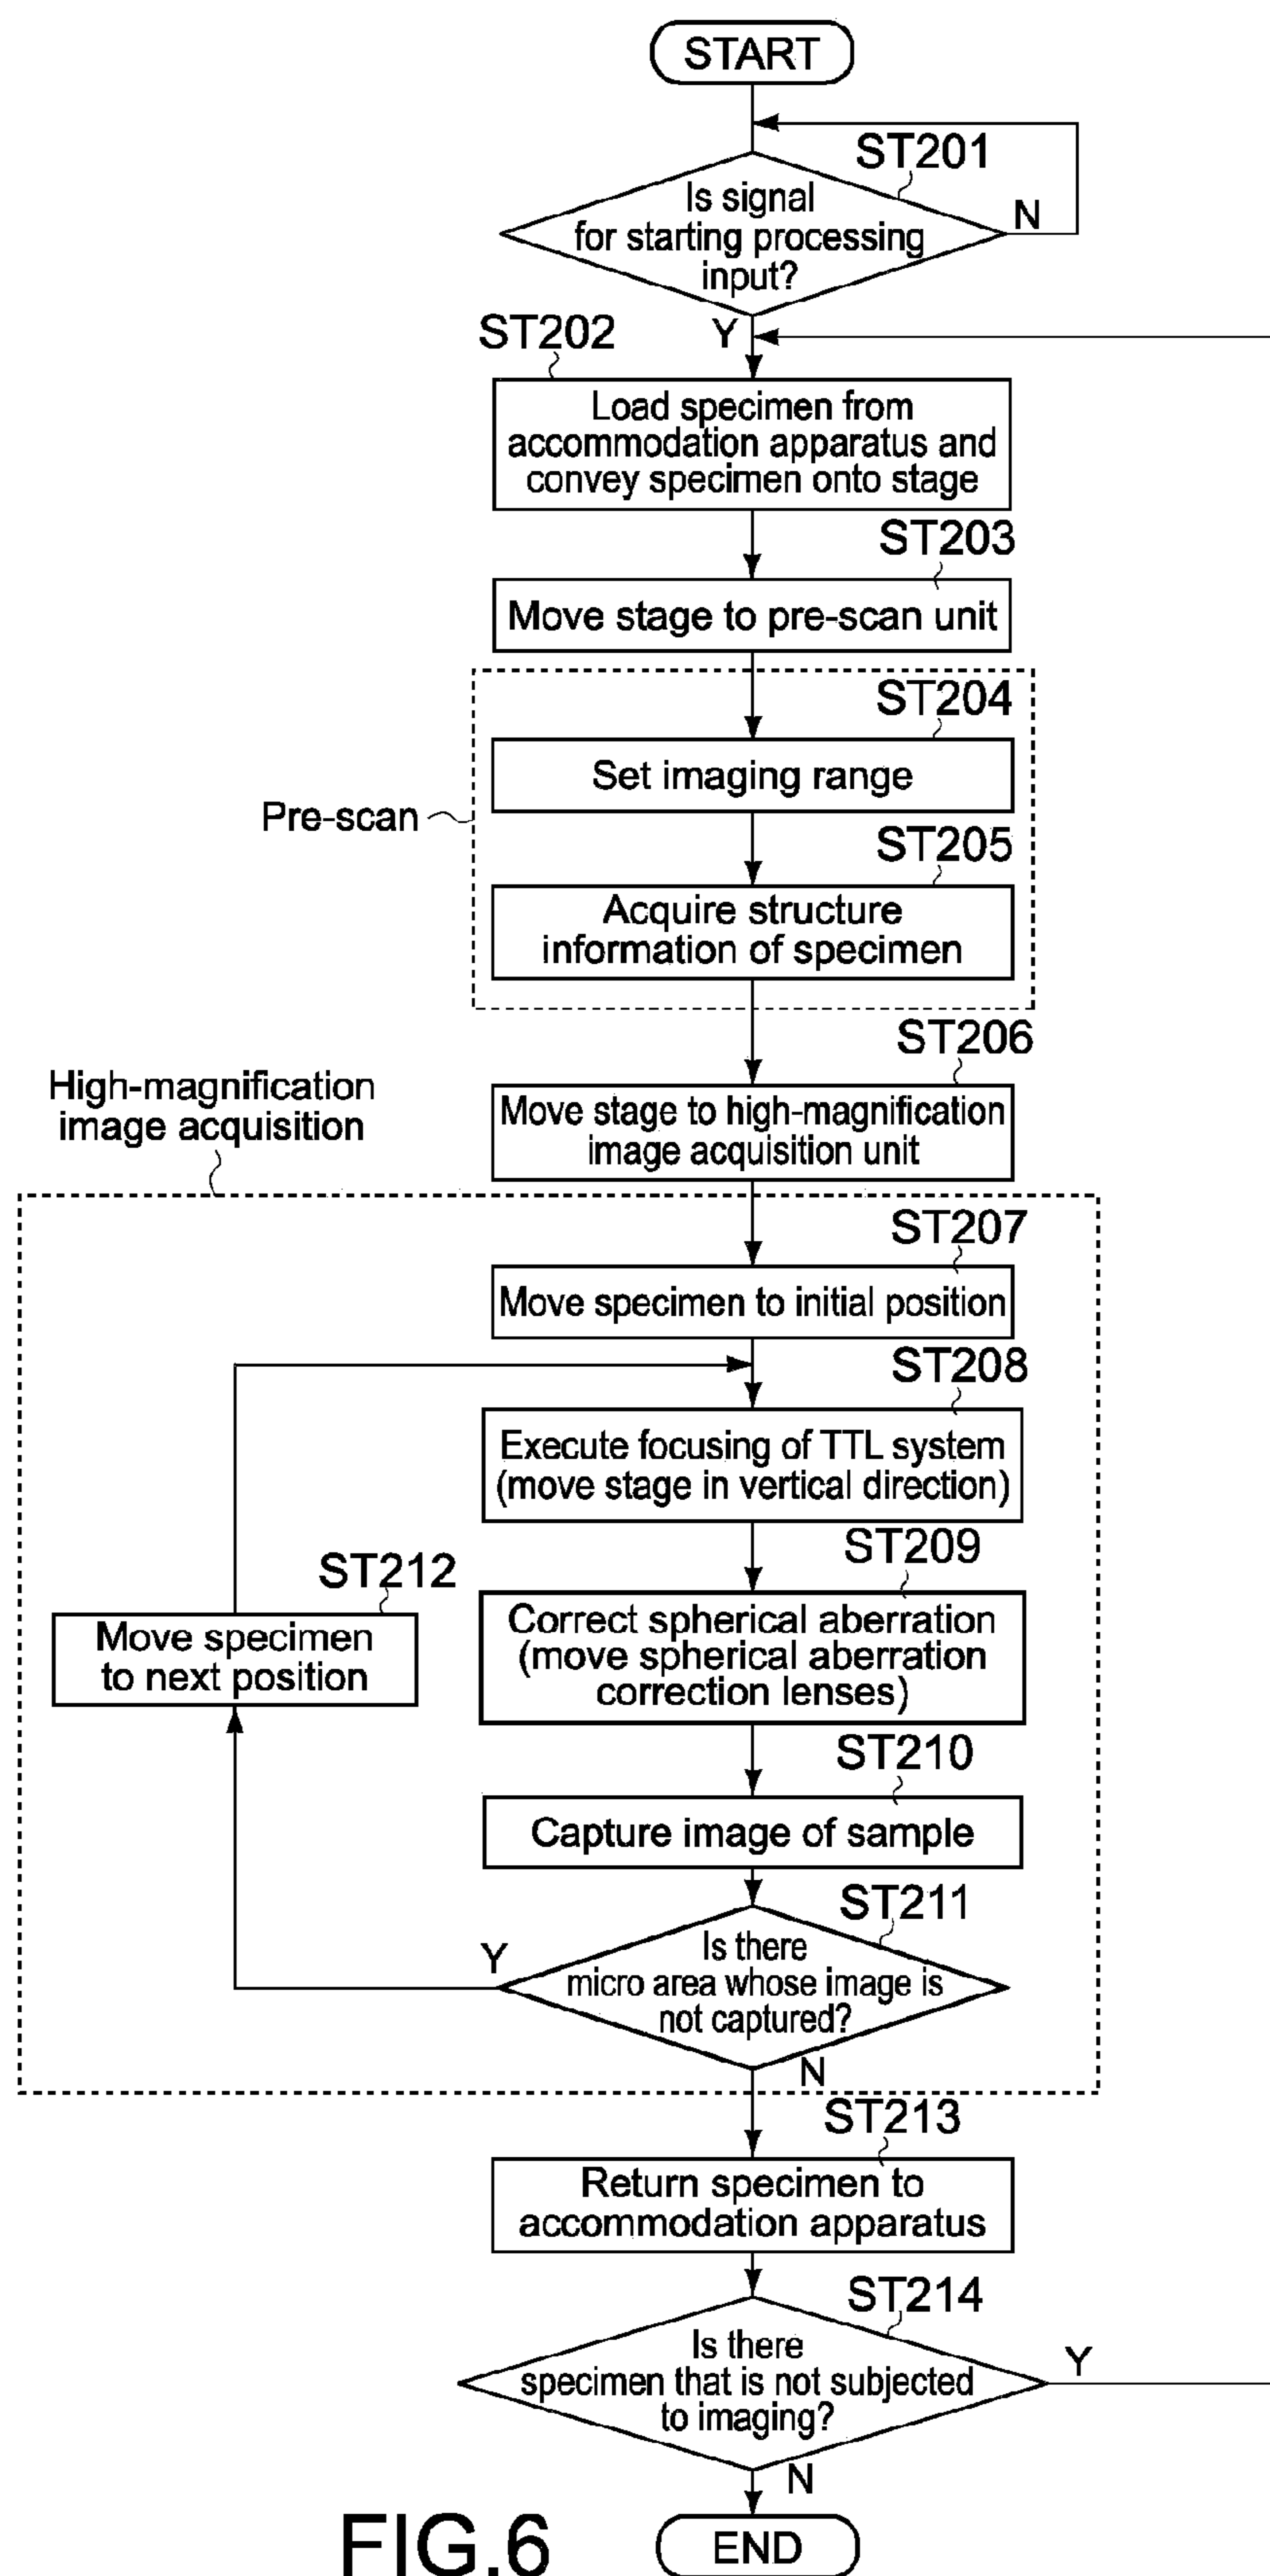 START
ST201
Is signal
for starting processing
input?
N
Y
ST202
Load specimen from
accommodation apparatus and
convey specimen onto stage
ST203
Move stage to pre-scan unit
ST204
Set imaging range
Pre-scan
ST205
Acquire structure
information of specimen
ST206
High-magnification
image acquisition
Move stage to high-magnification
image acquisition unit
ST207
Move specimen to initial position
ST208
Execute focusing of TTL system
(move stage in vertical direction)
ST209
Correct spherical aberration
(move spherical aberration
correction lenses)
ST212
Move specimen
to next position
ST210
Capture image of sample
ST211
Is there
micro area whose image is
not captured?
Y
N
ST213
Return specimen to
accommodation apparatus
ST214
Is there
specimen that is not subjected
to imaging?
Y
N
END
FIG.6